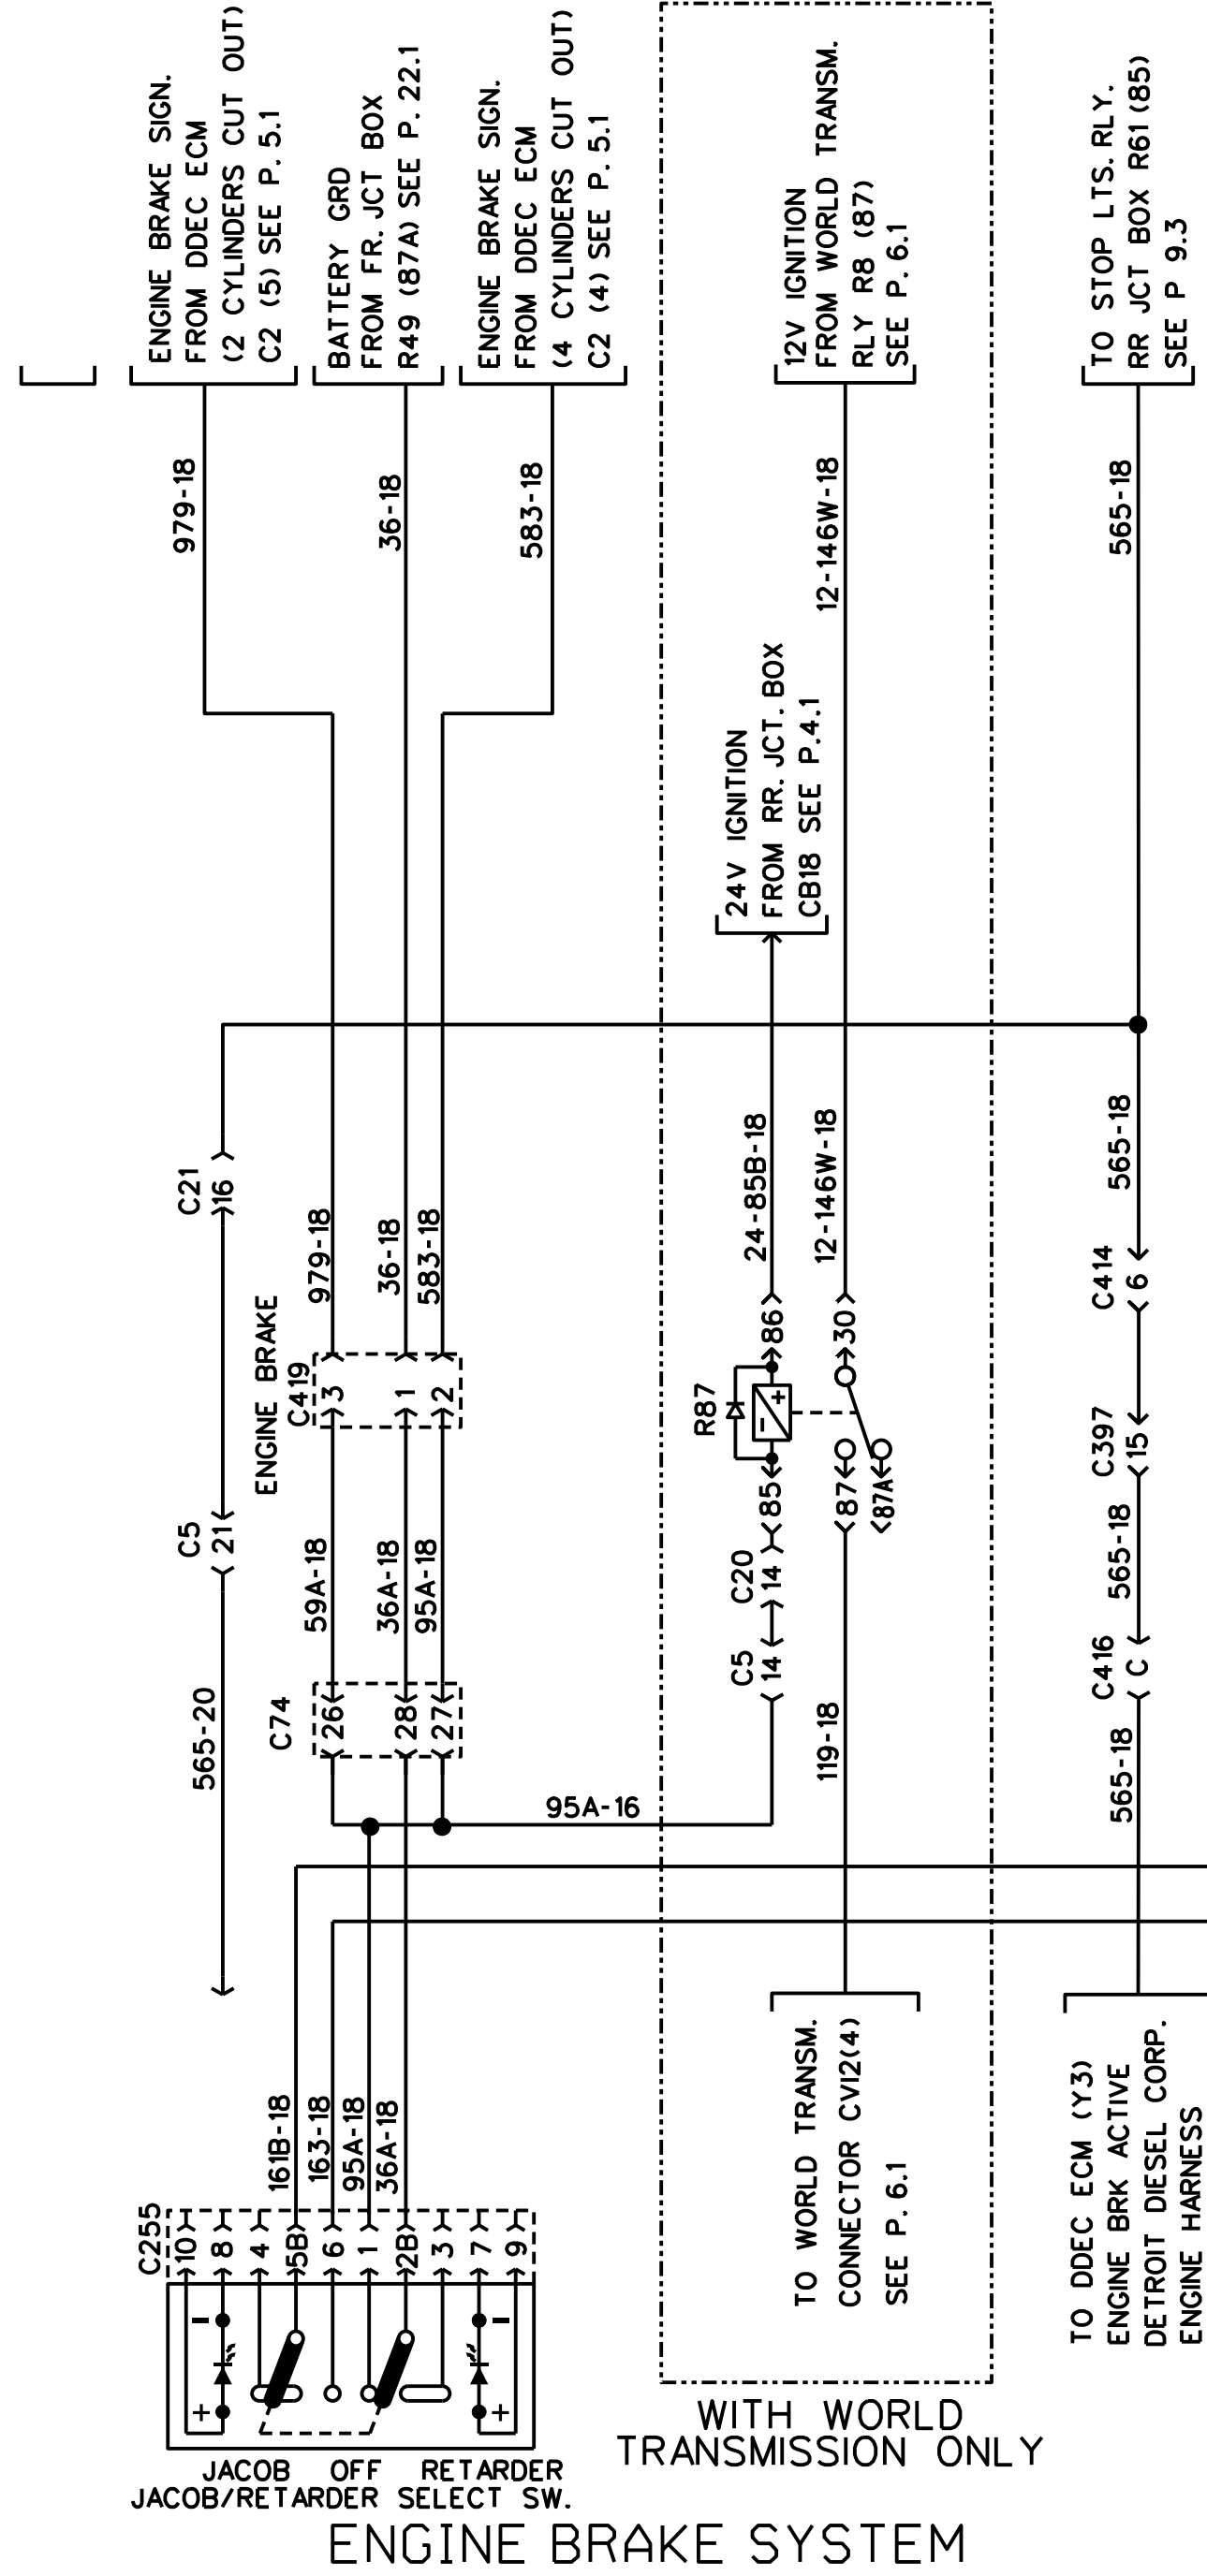 ENGINE BRAKE SIGN.
FROM DDEC ECM
(2 CYLINDERS CUT OUT)
C2 (5) SEE P. 5.1
BATTERY GRD
FROM FR. JCT BOX
R49 (87A) SEE P. 22.1
ENGINE BRAKE SIGN.
FROM DDEC ECM
(4 CYLINDERS CUT OUT)
C2 (4) SEE P. 5.1
12V IGNITION
FROM WORLD TRANSM.
RLY R8 (87)
SEE P. 6.1
TO STOP LTS. RLY.
RR JCT BOX R61 (85)
SEE P 9.3
979-18
36-18
583-18
12-146W-18
565-18
24V IGNITION
FROM RR. JCT. BOX
CB18 SEE P.4.1
C21
16
979-18
36-18
583-18
24-85B-18
12-146W-18
565-18
ENGINE BRAKE
C419
3
1
2
R87
86
30
+
-
85
87
87A
C414
6
C397
15
C5
21
59A-18
36A-18
95A-18
C20
14
C5
14
565-18
C416
C
565-20
C74
26
28
27
95A-16
119-18
565-18
161B-18
163-18
95A-18
36A-18
TO WORLD TRANSM.
CONNECTOR CVI2(4)
SEE P. 6.1
TO DDEC ECM (Y3)
ENGINE BRK ACTIVE
DETROIT DIESEL CORP.
ENGINE HARNESS
C255
10
8
4
5B
6
1
2B
3
7
9
-
-
+
+
JACOB OFF RETARDER
JACOB/RETARDER SELECT SW.
WITH WORLD
TRANSMISSION ONLY
ENGINE BRAKE SYSTEM